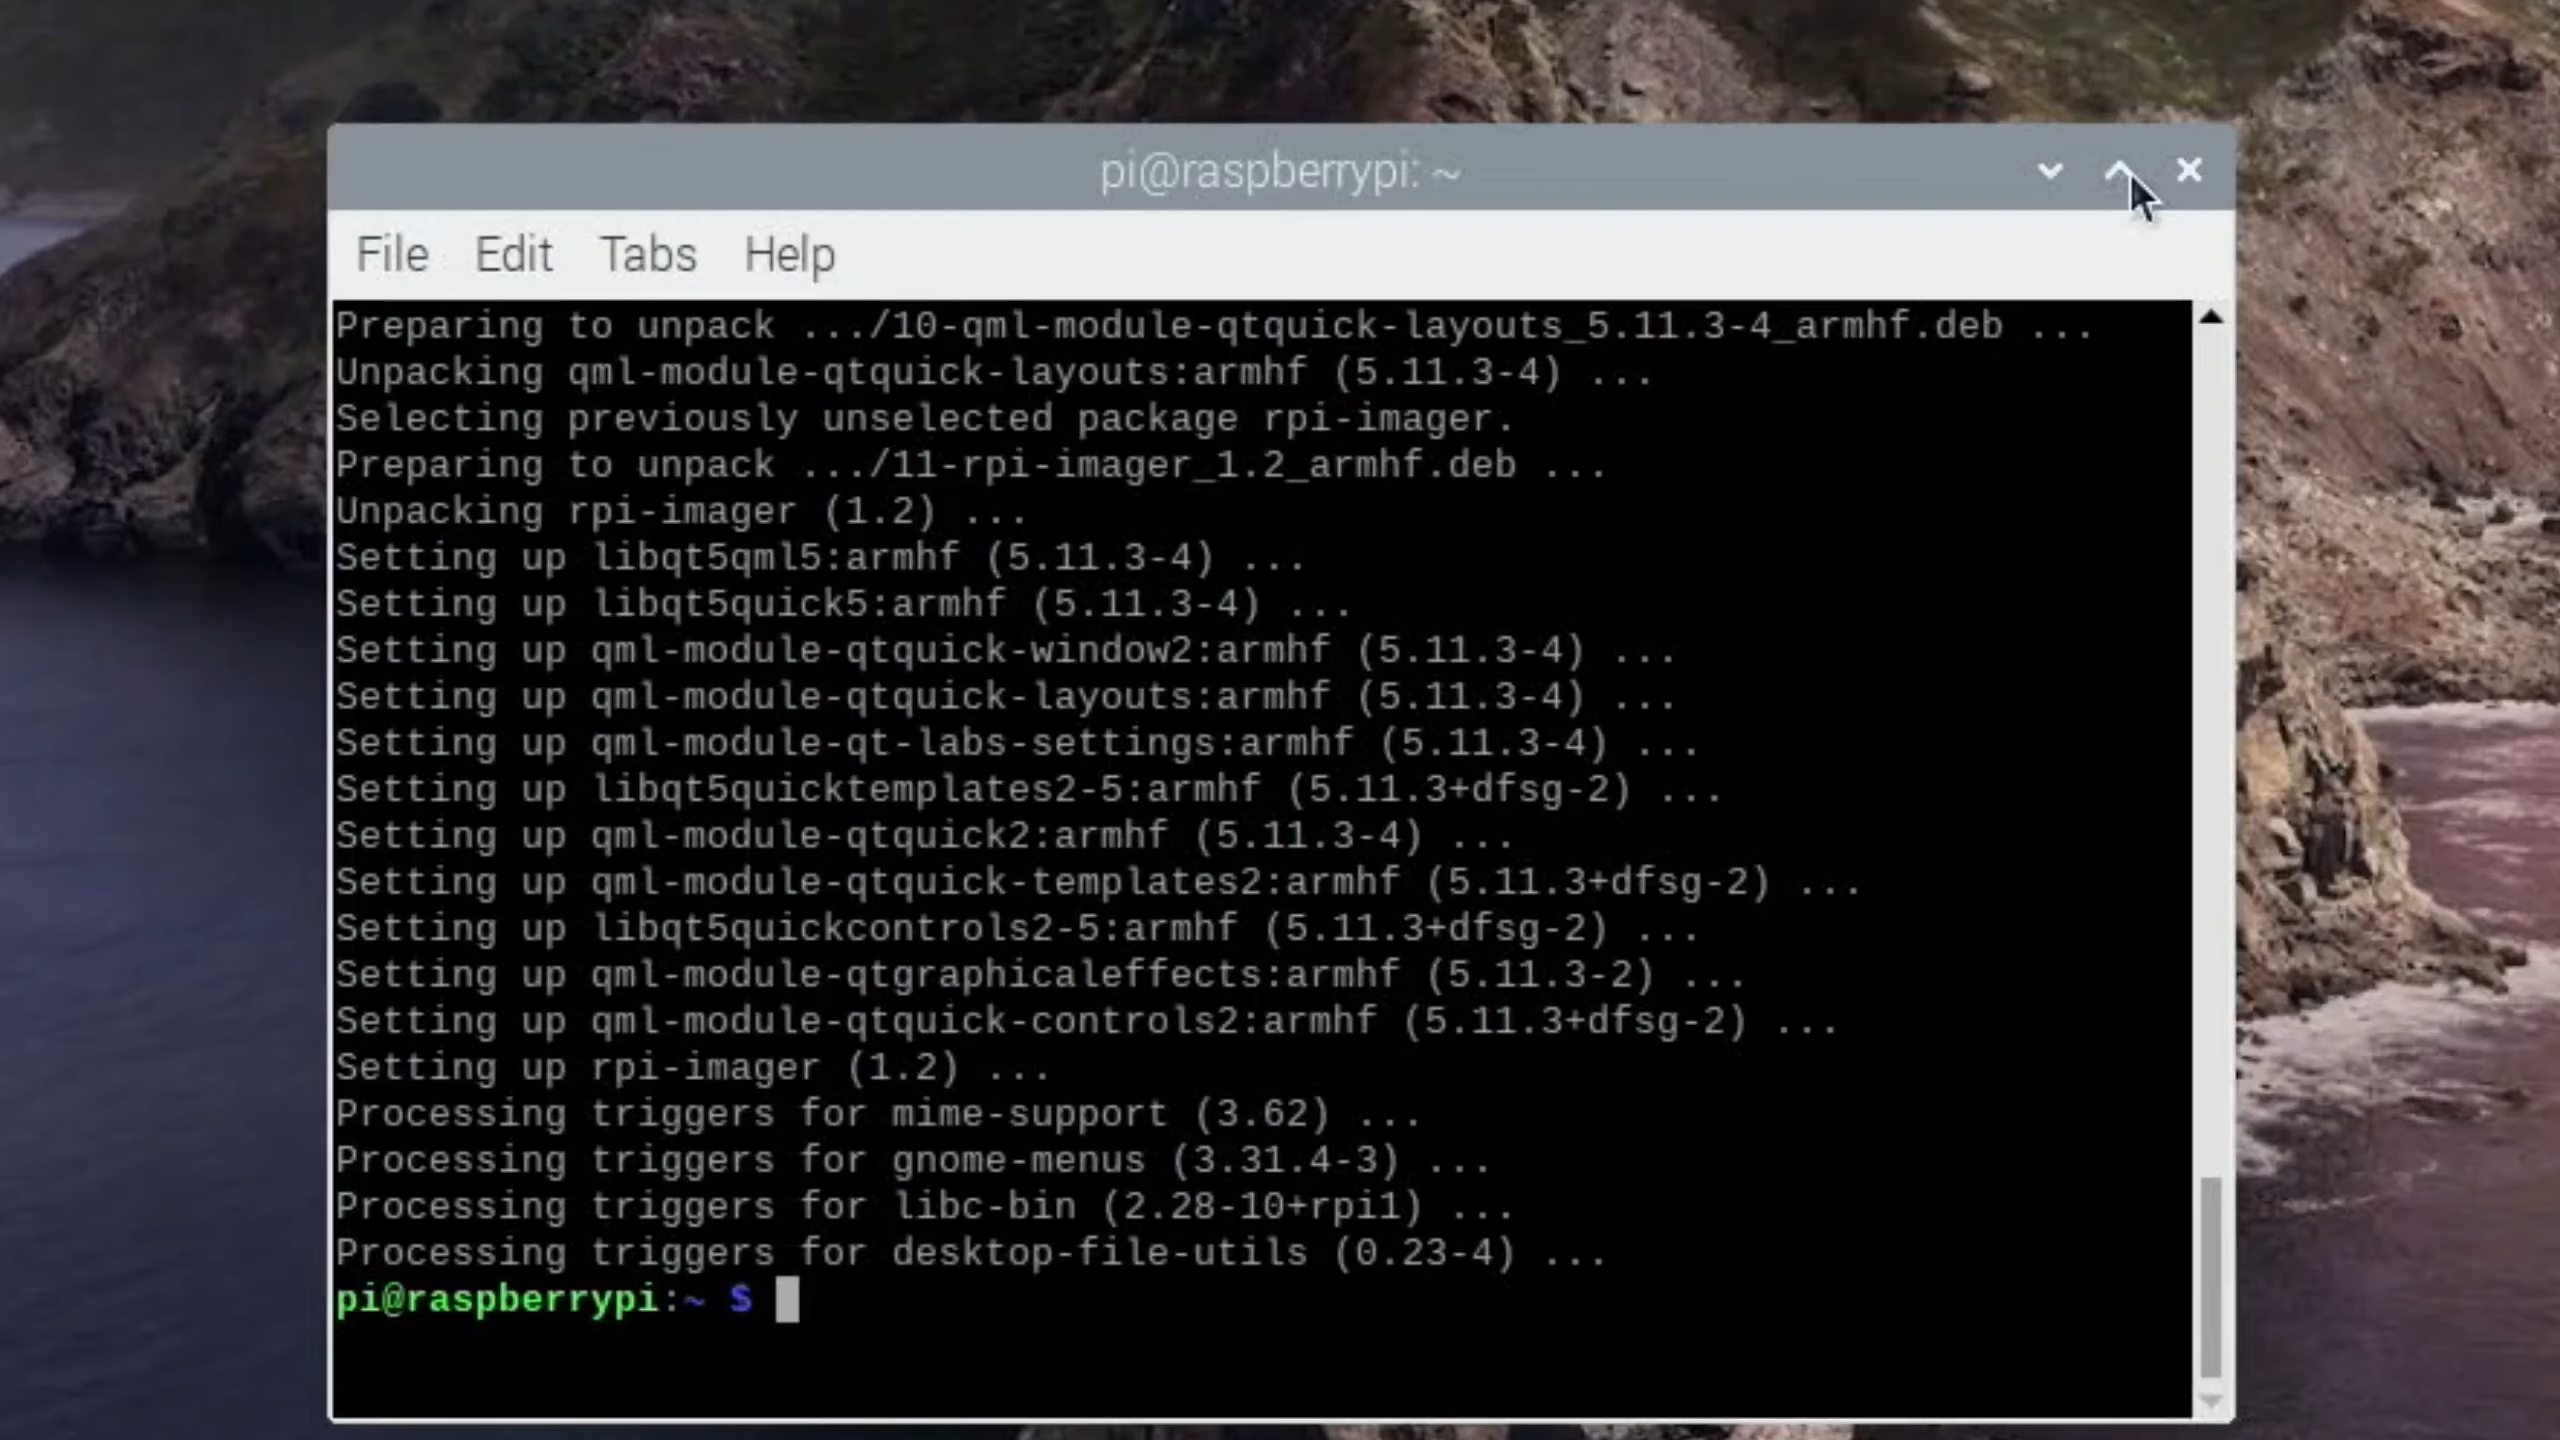 pi@raspberrypi: ~
File Edit Tabs Help
Preparing to unpack .../10-qml-module-qtquick-layouts_5.11.3-4_armhf.deb ...
Unpacking qml-module-qtquick-layouts:armhf (5.11.3-4) ...
Selecting previously unselected package rpi-imager.
Preparing to unpack .../11-rpi-imager_1.2_armhf.deb ...
Unpacking rpi-imager (1.2) ...
Setting up libqt5qml5:armhf (5.11.3-4) ...
Setting up libqt5quick5:armhf (5.11.3-4) ...
Setting up qml-module-qtquick-window2:armhf (5.11.3-4) ...
Setting up qml-module-qtquick-layouts:armhf (5.11.3-4) ...
Setting up qml-module-qt-labs-settings:armhf (5.11.3-4) ...
Setting up libqt5quicktemplates2-5:armhf (5.11.3+dfsg-2) ...
Setting up qml-module-qtquick2:armhf (5.11.3-4) ...
Setting up qml-module-qtquick-templates2:armhf (5.11.3+dfsg-2) ...
Setting up libqt5quickcontrols2-5:armhf (5.11.3+dfsg-2) ...
Setting up qml-module-qtgraphicaleffects:armhf (5.11.3-2) ...
Setting up qml-module-qtquick-controls2:armhf (5.11.3+dfsg-2) ...
Setting up rpi-imager (1.2) ...
Processing triggers for mime-support (3.62) ...
Processing triggers for gnome-menus (3.31.4-3) ...
Processing triggers for libc-bin (2.28-10+rpi1) ...
Processing triggers for desktop-file-utils (0.23-4) ...
pi@raspberrypi:~ $